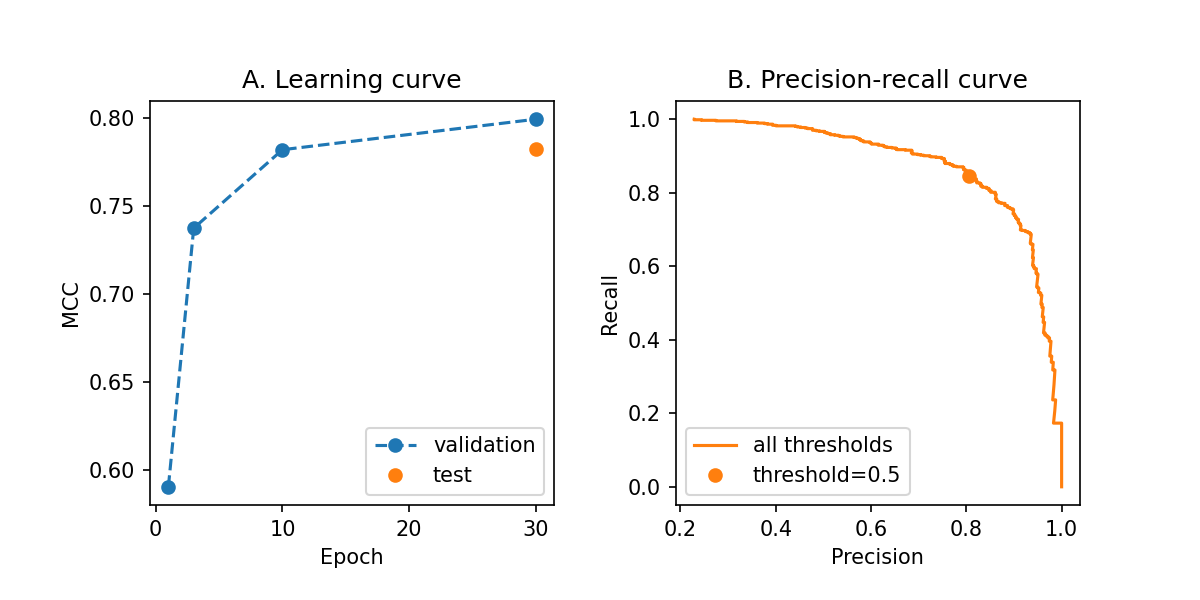 A. Learning curve
MCC
0.80
0.75
0.70
0.65
0.60
0 10 20 30
Epoch
validation
test
B. Precision-recall curve
Recall
1.0
0.8
0.6
0.4
0.2
0.0
0.2 0.4 0.6 0.8 1.0
Precision
all thresholds
threshold=0.5